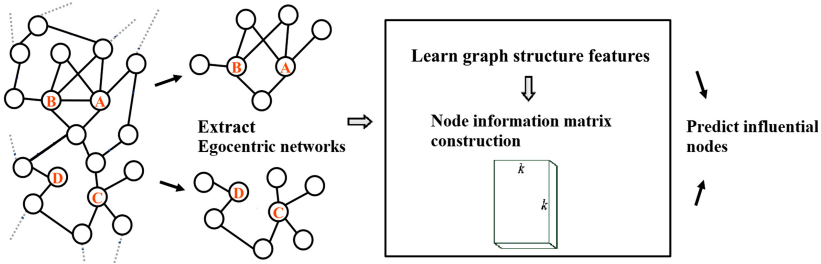 B
A
D
C
B
A
Extract
Egocentric networks
D
C
Learn graph structure features
Node information matrix
construction
k
k
Predict influential
nodes